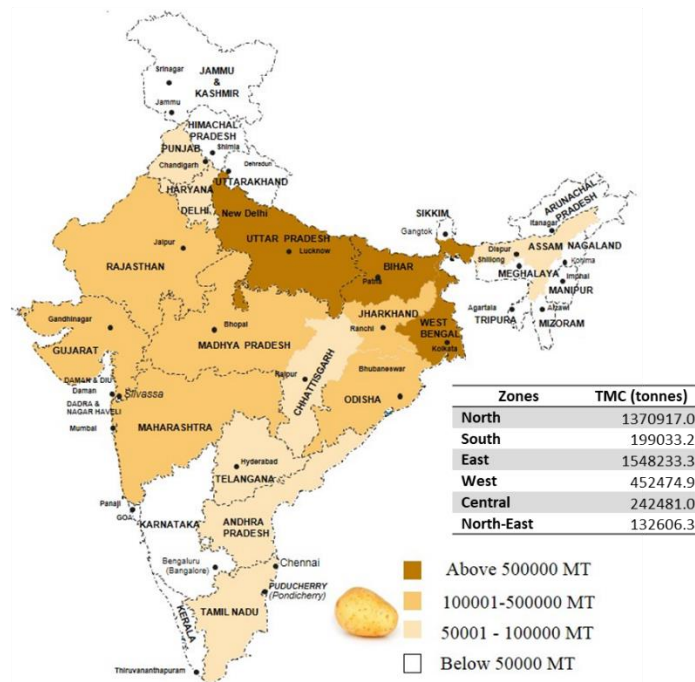 Srinagar
JAMMU
&
KASHMIR
Jammu
HIMACHAL
PRADESH
Shimla
PUNJAB
Chandigarh
Dehradun
UTTARAKHAND
HARYANA
DELHI
New Delhi
UTTAR PRADESH
Lucknow
Jaipur
RAJASTHAN
SIKKIM
Gangtok
ARUNACHAL
PRADESH
Itanagar
Dispur
ASSAM
NAGALAND
Shillong
Kohima
MEGHALAYA
Imphal
MANIPUR
Agartala
TRIPURA
Aizawl
MIZORAM
BIHAR
Patna
JHARKHAND
Ranchi
WEST
BENGAL
Kolkata
Gandhinagar
GUJARAT
Bhopal
MADHYA PRADESH
CHHATTISGARH
Raipur
Bhubaneswar
ODISHA
DAMAN & DIU
Daman
Silvassa
DADRA &
NAGAR HAVELI
Mumbai
MAHARASHTRA
Hyderabad
TELANGANA
Panaji
GOA
KARNATAKA
ANDHRA
PRADESH
Bengaluru
(Bangalore)
Chennai
PUDUCHERRY
(Pondicherry)
TAMIL NADU
KERALA
Thiruvananthapuram
Zones TMC (tonnes)
North 1370917.0
South 199033.2
East 1548233.3
West 452474.9
Central 242481.0
North-East 132606.3
Above 500000 MT
100001-500000 MT
50001 - 100000 MT
Below 50000 MT